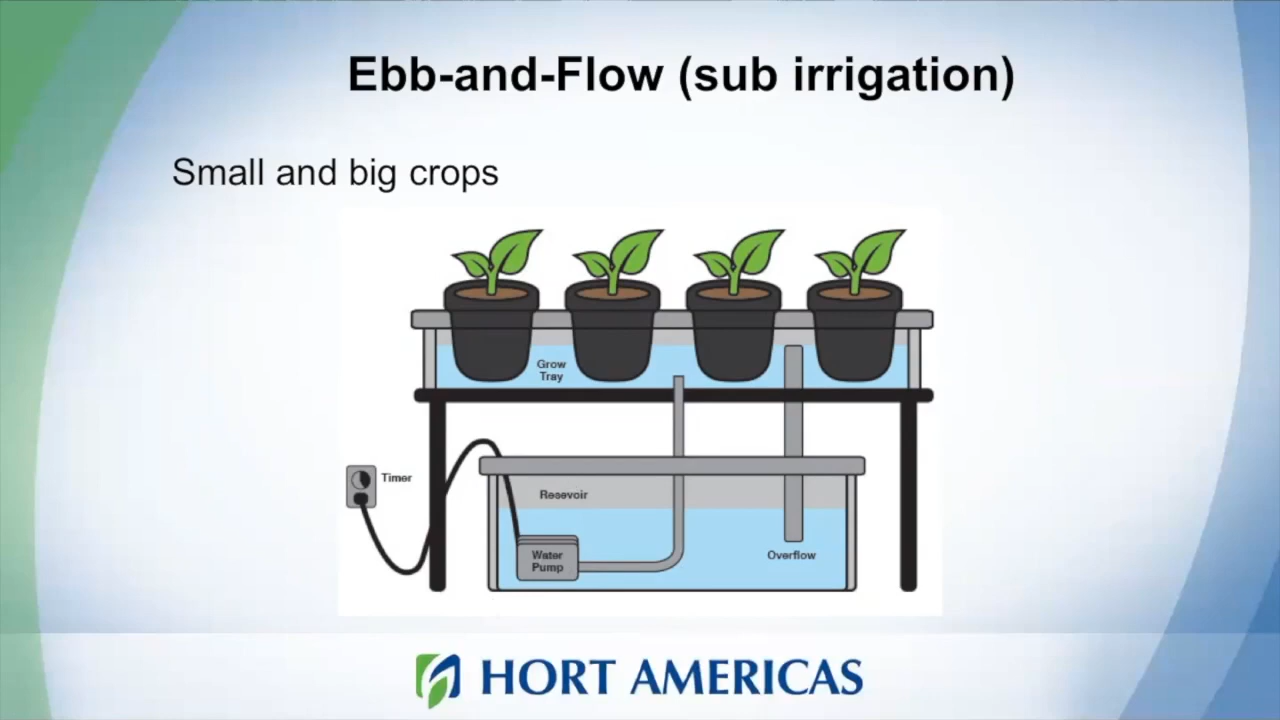 Ebb-and-Flow (sub irrigation)
Small and big crops
Grow
Tray
Timer
Resevoir
Water
Pump
Overflow
HORT AMERICAS